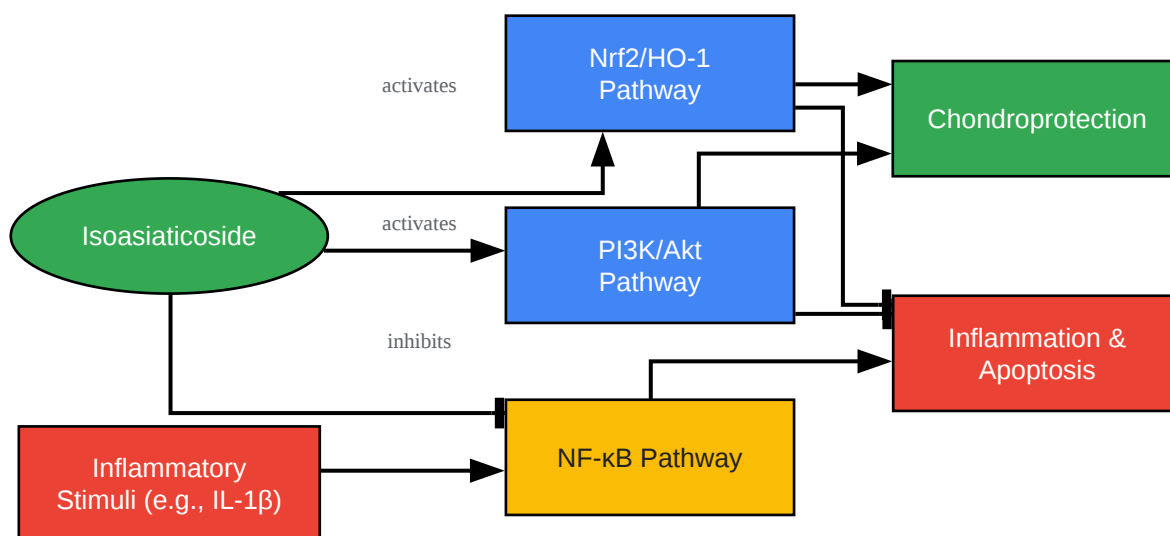 Nrf2/HO-1
Pathway
activates
Chondroprotection
Isoasiaticoside
activates
PI3K/Akt
Pathway
inhibits
Inflammation &
Apoptosis
NF-κB Pathway
Inflammatory
Stimuli (e.g., IL-1β)